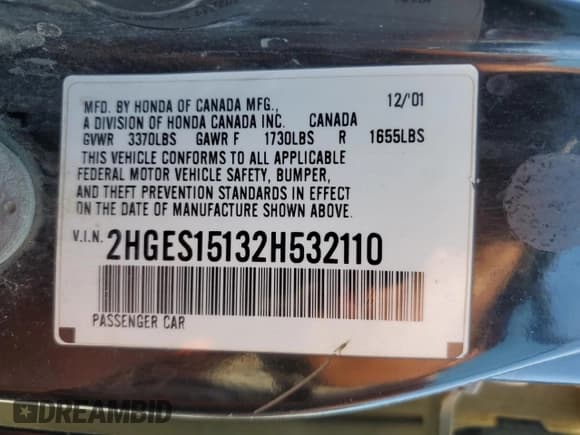 MFD. BY HONDA OF CANADA MFG., 12/'01
A DIVISION OF HONDA CANADA INC. CANADA
GVWR 3370LBS GAWR F 1730LBS R 1655LBS
THIS VEHICLE CONFORMS TO ALL APPLICABLE
FEDERAL MOTOR VEHICLE SAFETY, BUMPER,
AND THEFT PREVENTION STANDARDS IN EFFECT
ON THE DATE OF MANUFACTURE SHOWN ABOVE.
V.I.N. 2HGES15132H532110
PASSENGER CAR
DREAMBID